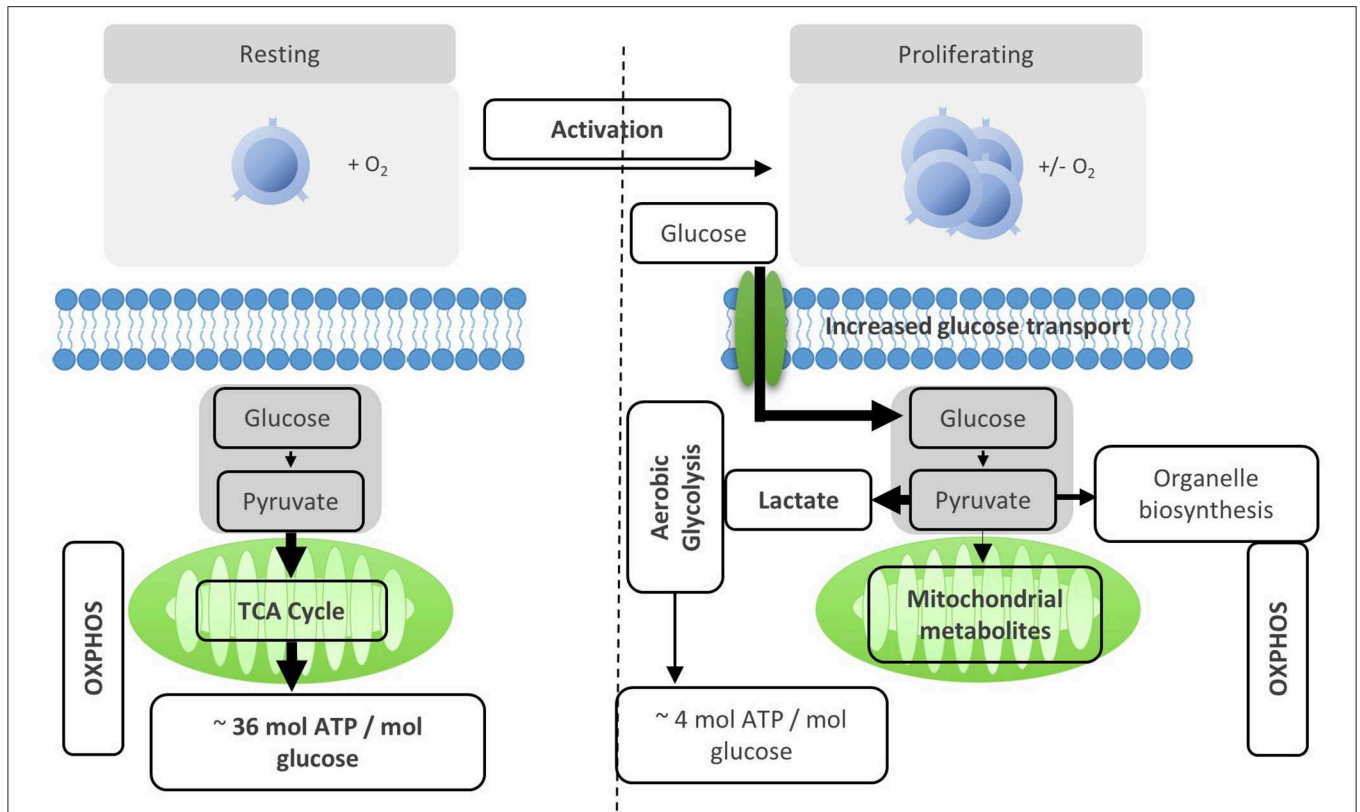 Resting
Proliferating
Activation
+ O₂
+/- O₂
Glucose
Increased glucose transport
Glucose
Pyruvate
OXPHOS
TCA Cycle
~ 36 mol ATP / mol
glucose
Aerobic
Glycolysis
Lactate
Glucose
Pyruvate
Organelle
biosynthesis
Mitochondrial
metabolites
OXPHOS
~ 4 mol ATP / mol
glucose